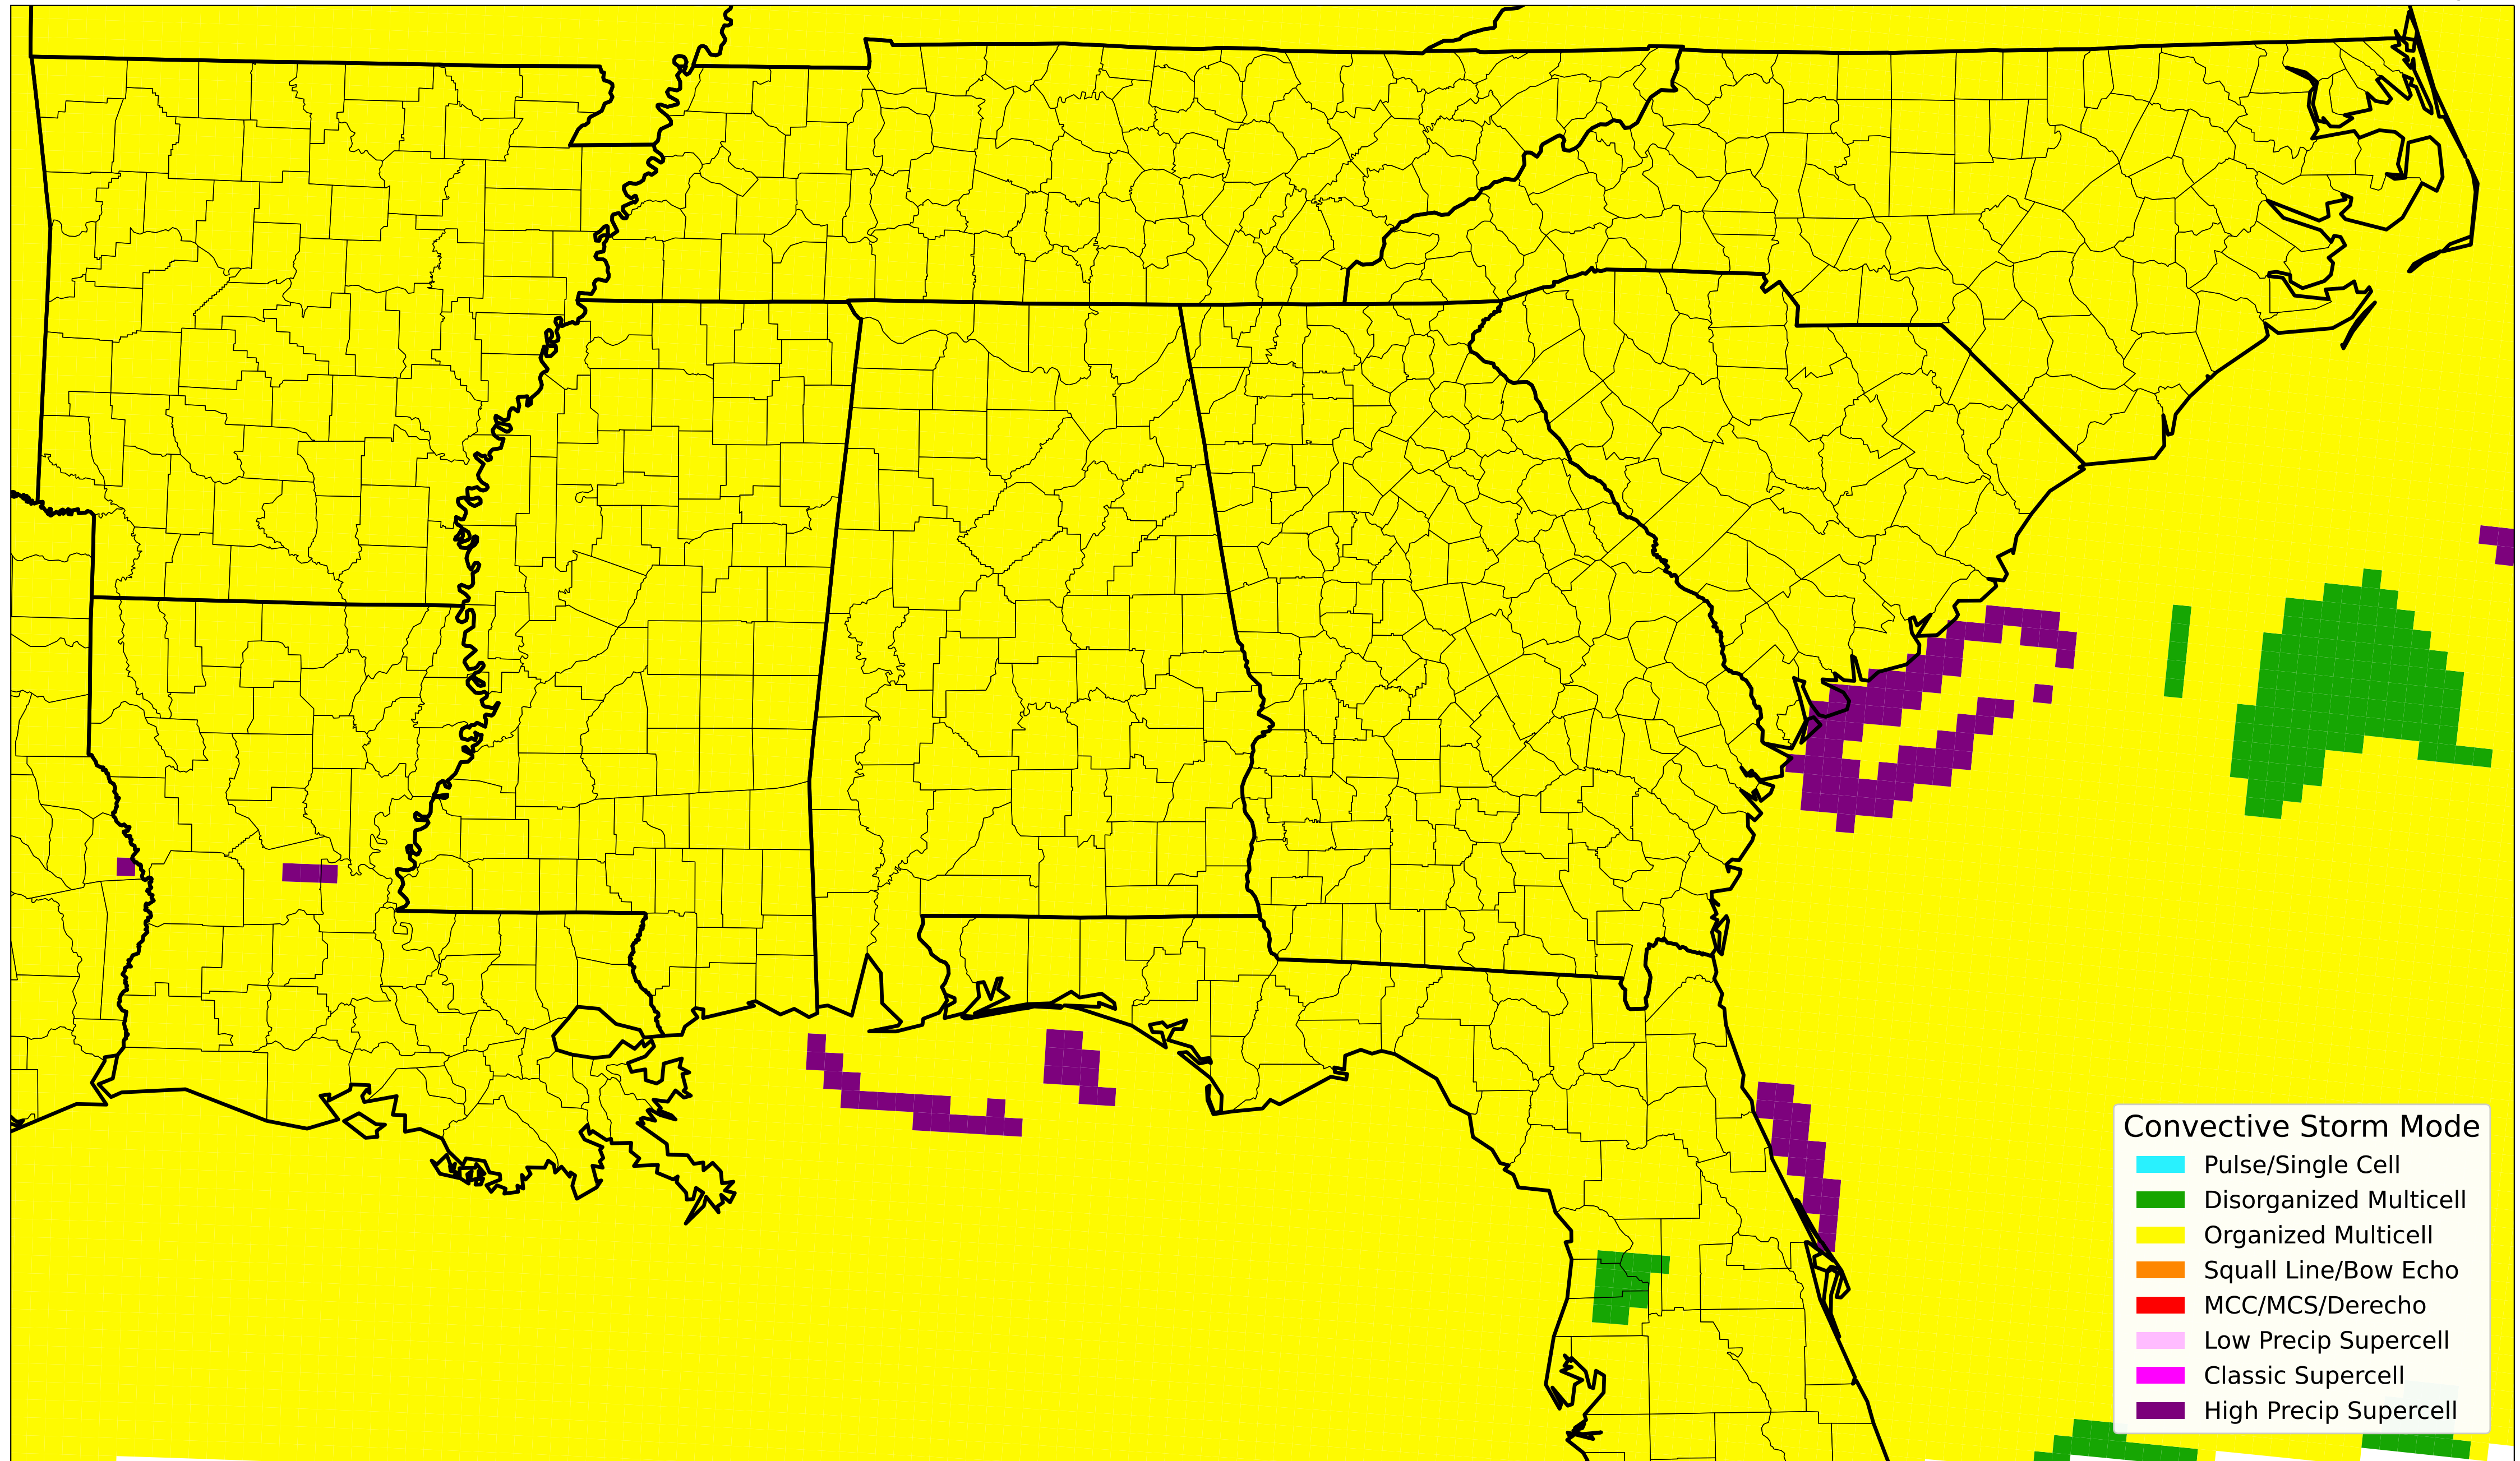 Convective Storm Mode
Pulse/Single Cell
Disorganized Multicell
Organized Multicell
Squall Line/Bow Echo
MCC/MCS/Derecho
Low Precip Supercell
Classic Supercell
High Precip Supercell